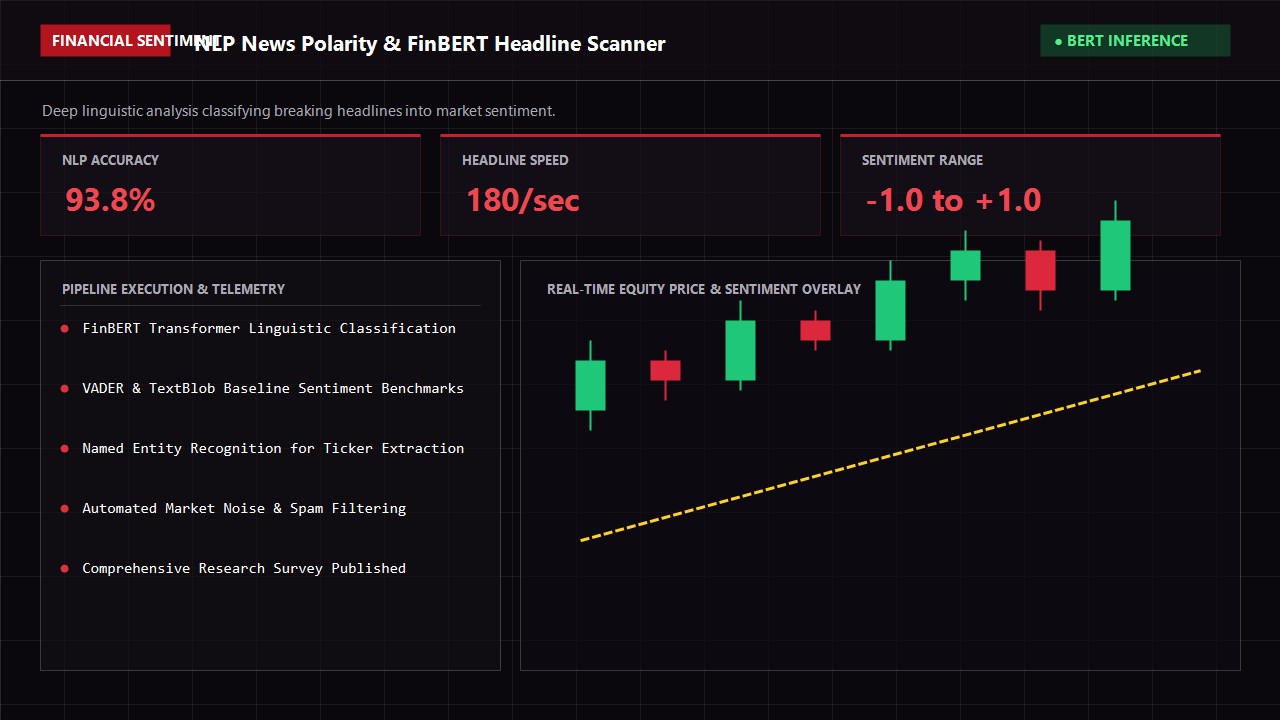 FINANCIAL SENTIMENT
NLP News Polarity & FinBERT Headline Scanner
● BERT INFERENCE
Deep linguistic analysis classifying breaking headlines into market sentiment.
NLP ACCURACY
93.8%
HEADLINE SPEED
180/sec
SENTIMENT RANGE
-1.0 to +1.0
PIPELINE EXECUTION & TELEMETRY
FinBERT Transformer Linguistic Classification
VADER & TextBlob Baseline Sentiment Benchmarks
Named Entity Recognition for Ticker Extraction
Automated Market Noise & Spam Filtering
Comprehensive Research Survey Published
REAL-TIME EQUITY PRICE & SENTIMENT OVERLAY